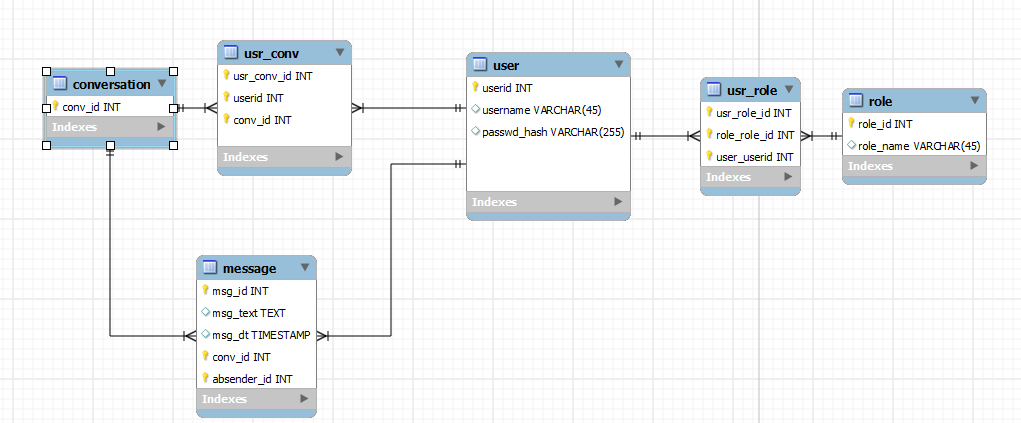 conversation
conv_id INT
Indexes
usr_conv
usr_conv_id INT
userid INT
conv_id INT
Indexes
user
userid INT
username VARCHAR(45)
passwd_hash VARCHAR(255)
Indexes
usr_role
usr_role_id INT
role_role_id INT
user_userid INT
Indexes
role
role_id INT
role_name VARCHAR(45)
Indexes
message
msg_id INT
msg_text TEXT
msg_dt TIMESTAMP
conv_id INT
absender_id INT
Indexes